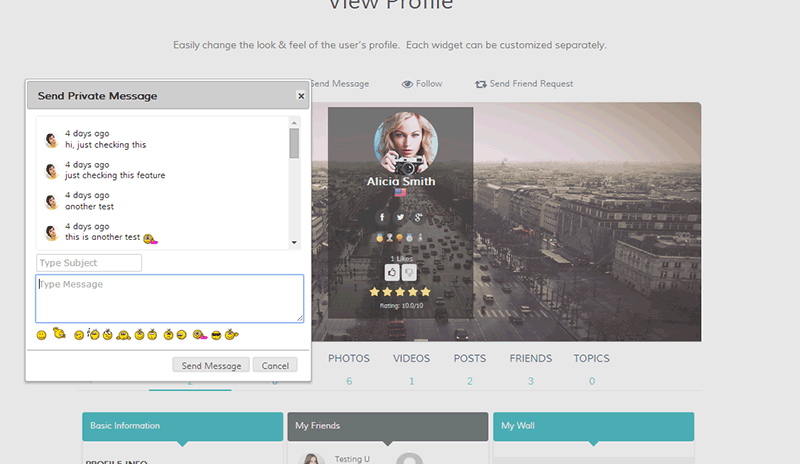 View Profile
Easily change the look & feel of the user's profile. Each widget can be customized separately.
Send Message
Follow
Send Friend Request
Send Private Message
×
4 days ago
hi, just checking this
4 days ago
just checking this feature
4 days ago
another test
4 days ago
this is another test
Type Subject
Type Message
Send Message
Cancel
Alicia Smith
1 Likes
Rating: 10.0/10
PHOTOS
VIDEOS
POSTS
FRIENDS
TOPICS
6
1
2
3
0
Basic Information
My Friends
My Wall
PROFILE INFO
Testing U